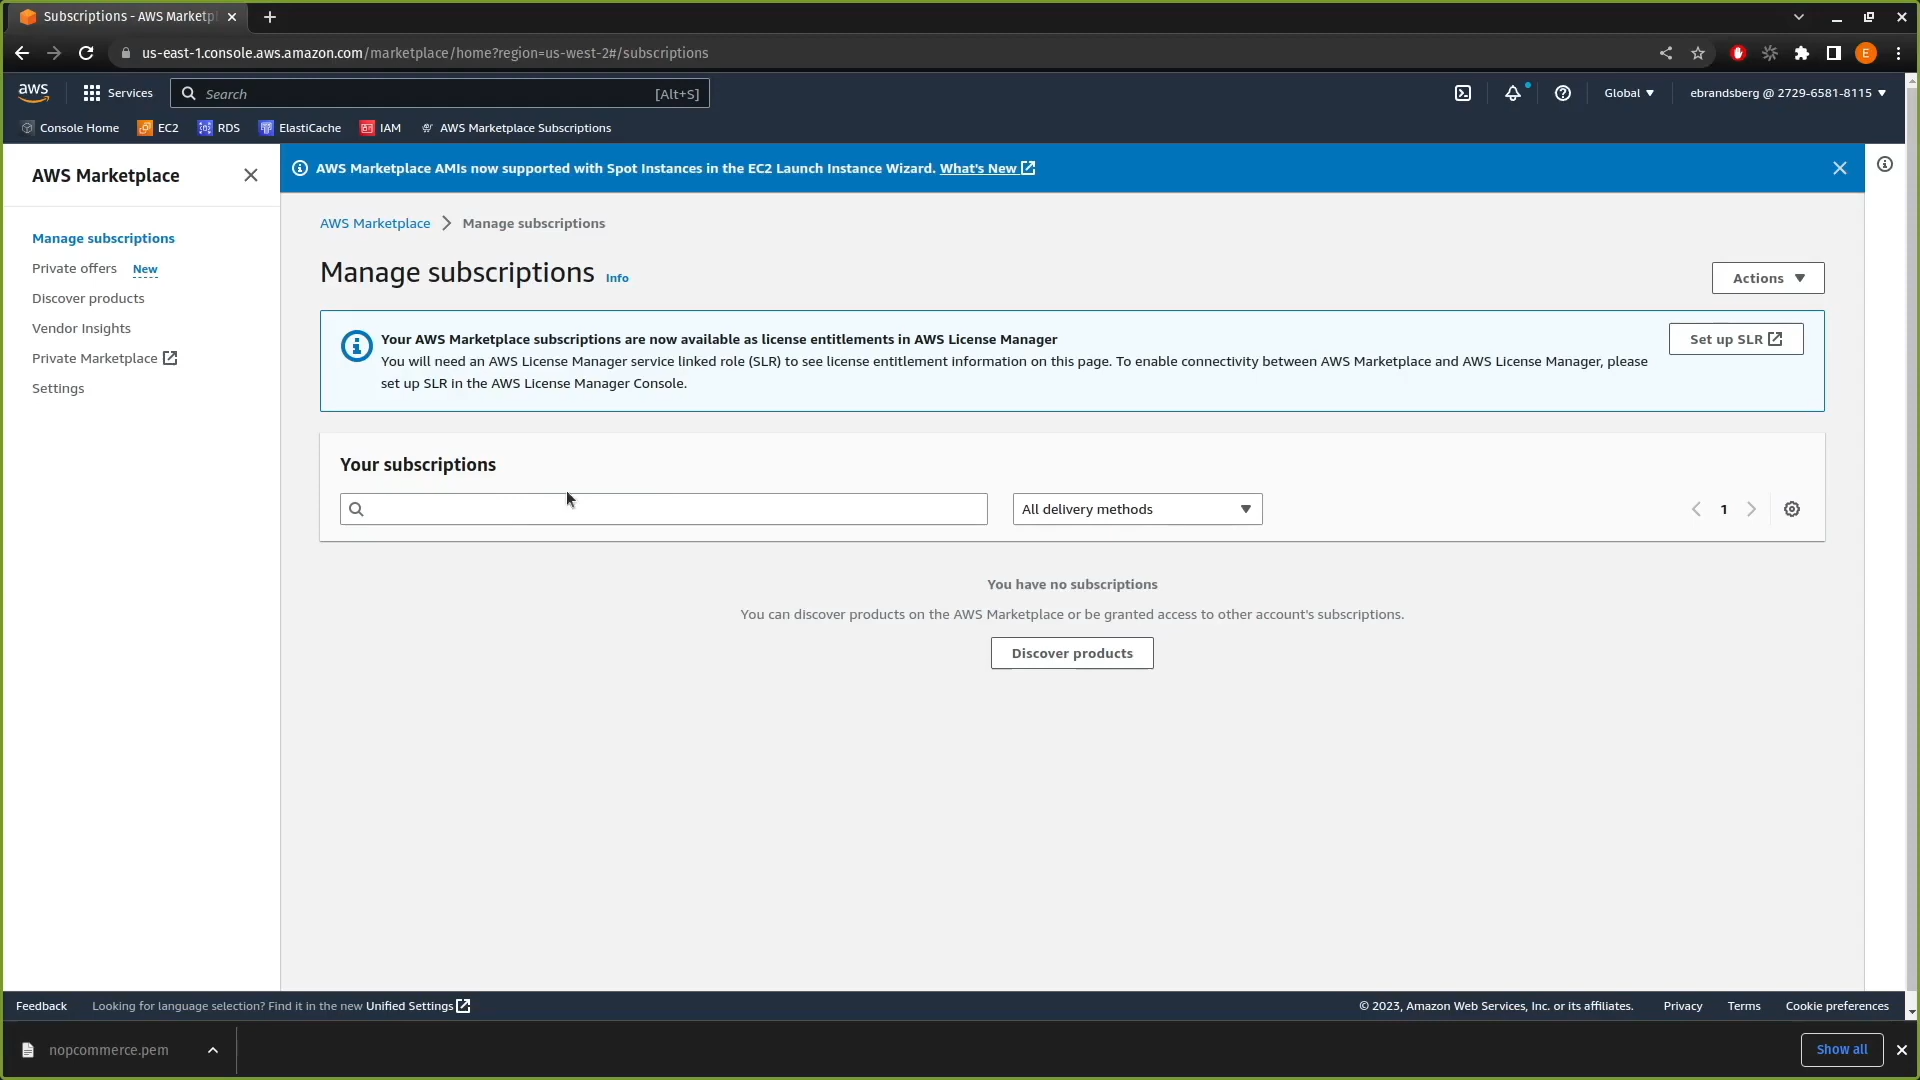 Subscriptions - AWS Marketpl
us-east-1.console.aws.amazon.com/marketplace/home?region=us-west-2#/subscriptions
E
aws
Services
Search [Alt+S]
Global
ebrandsberg @ 2729-6581-8115
Console Home
EC2
RDS
ElastiCache
IAM
AWS Marketplace Subscriptions
AWS Marketplace
Manage subscriptions
Private offers New
Discover products
Vendor Insights
Private Marketplace
Settings
AWS Marketplace AMIs now supported with Spot Instances in the EC2 Launch Instance Wizard. What's New
AWS Marketplace > Manage subscriptions
Manage subscriptions Info
Actions
Your AWS Marketplace subscriptions are now available as license entitlements in AWS License Manager
You will need an AWS License Manager service linked role (SLR) to see license entitlement information on this page. To enable connectivity between AWS Marketplace and AWS License Manager, please
set up SLR in the AWS License Manager Console.
Set up SLR
Your subscriptions
All delivery methods
1
You have no subscriptions
You can discover products on the AWS Marketplace or be granted access to other account's subscriptions.
Discover products
Feedback
Looking for language selection? Find it in the new Unified Settings
© 2023, Amazon Web Services, Inc. or its affiliates.
Privacy
Terms
Cookie preferences
nopcommerce.pem
Show all